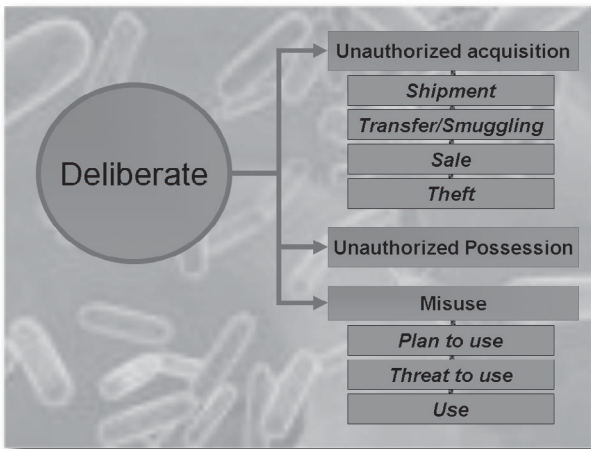 Deliberate
Unauthorized acquisition
Shipment
Transfer/Smuggling
Sale
Theft
Unauthorized Possession
Misuse
Plan to use
Threat to use
Use